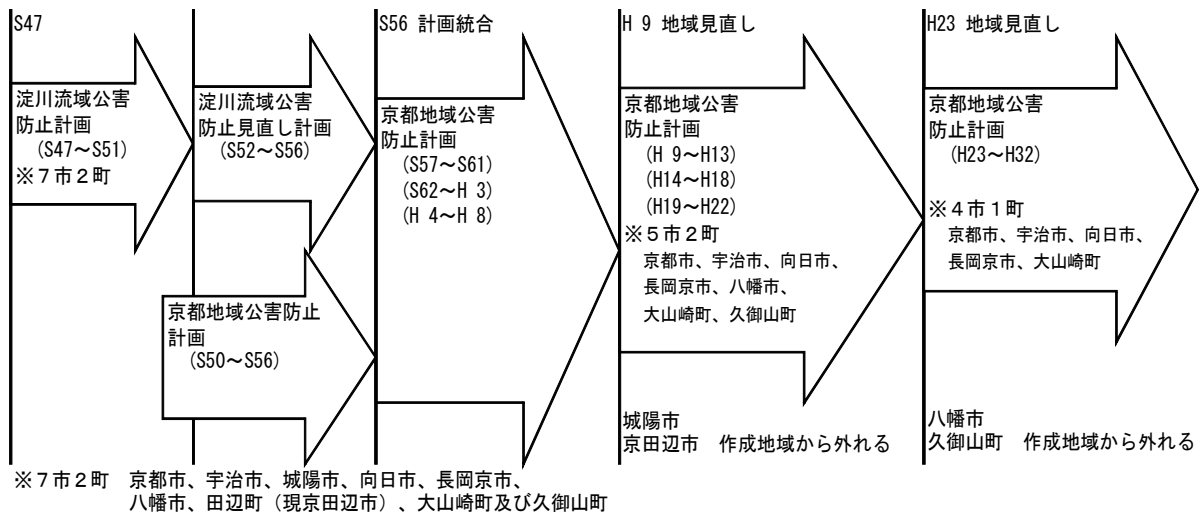 S47
淀川流域公害
防止計画
(S47～S51)
※７市２町
淀川流域公害
防止見直し計画
(S52～S56)
京都地域公害防止
計画
(S50～S56)
S56 計画統合
京都地域公害
防止計画
(S57～S61)
(S62～H 3)
(H 4～H 8)
H 9 地域見直し
京都地域公害
防止計画
(H 9～H13)
(H14～H18)
(H19～H22)
※５市２町
京都市、宇治市、向日市、
長岡京市、八幡市、
大山崎町、久御山町
城陽市
京田辺市　作成地域から外れる
H23 地域見直し
京都地域公害
防止計画
(H23～H32)
※４市１町
京都市、宇治市、向日市、
長岡京市、大山崎町
八幡市
久御山町　作成地域から外れる
※７市２町　京都市、宇治市、城陽市、向日市、長岡京市、
八幡市、田辺町（現京田辺市）、大山崎町及び久御山町